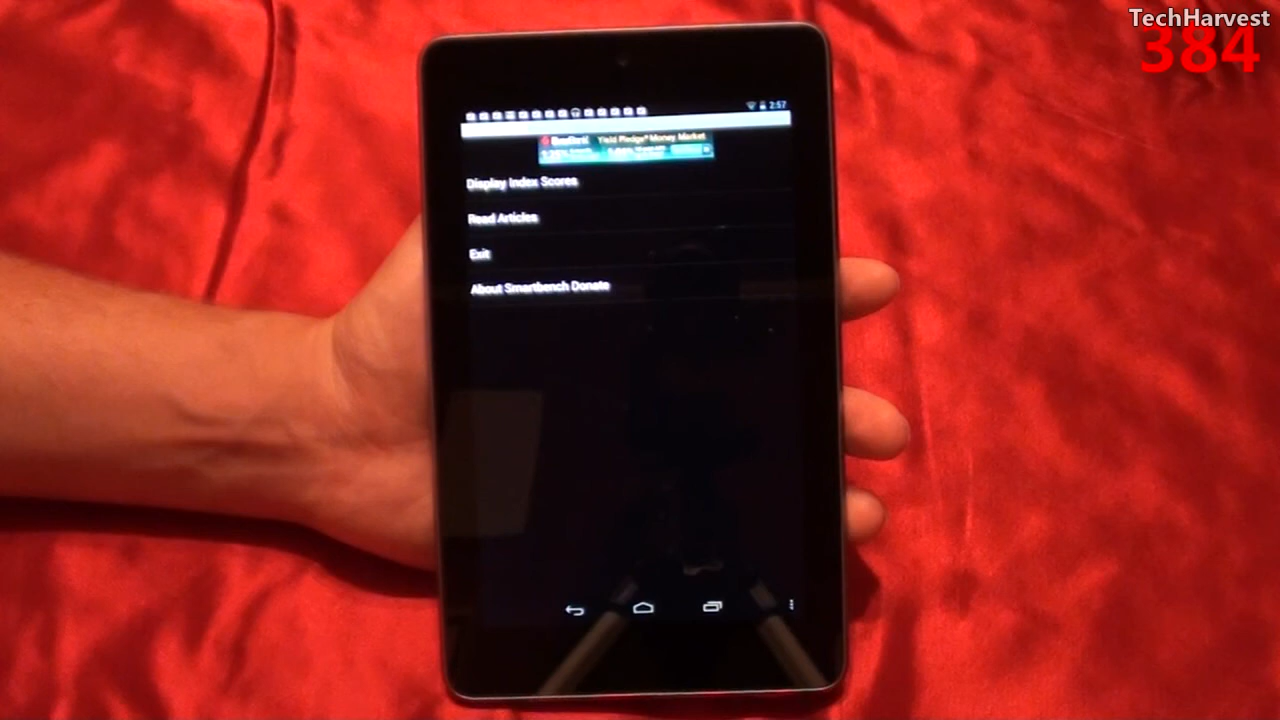 TechHarvest
384
2:57
Yield Pledge® Money Market
Display Index Scores
Read Articles
Exit
About Smartbench Donate